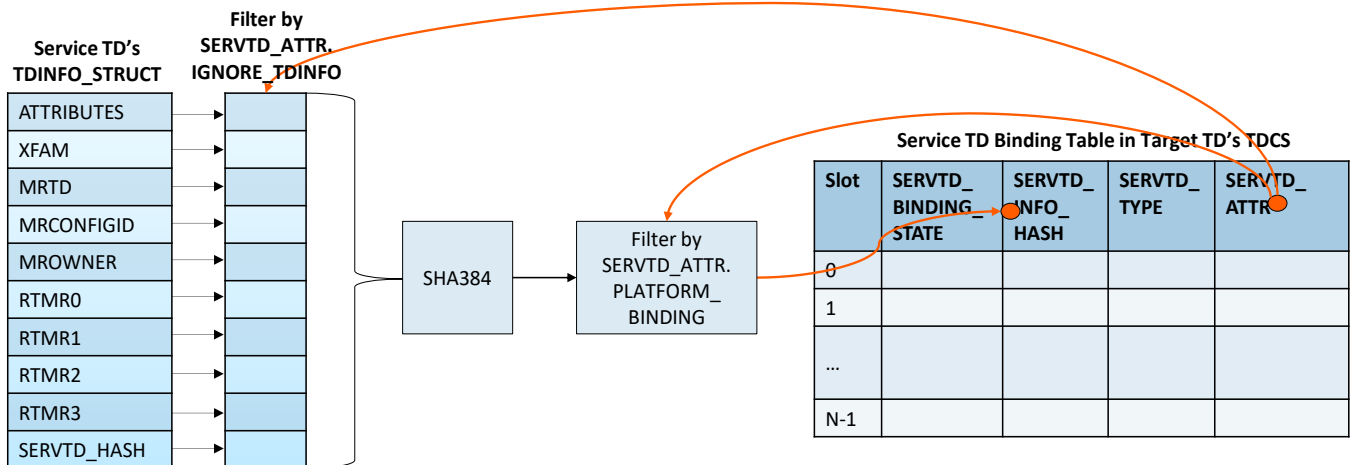 Service TD's
TDINFO_STRUCT
ATTRIBUTES
XFAM
MRTD
MRCONFIGID
MROWNER
RTMR0
RTMR1
RTMR2
RTMR3
SERVTD_HASH
Filter by
SERVTD_ATTR.
IGNORE_TDINFO
SHA384
Filter by
SERVTD_ATTR.
PLATFORM_
BINDING
Service TD Binding Table in Target TD's TDCS
Slot
SERVTD_
BINDING_
STATE
SERVTD_
INFO_
HASH
SERVTD_
TYPE
SERVTD_
ATTR
0
1
...
N-1